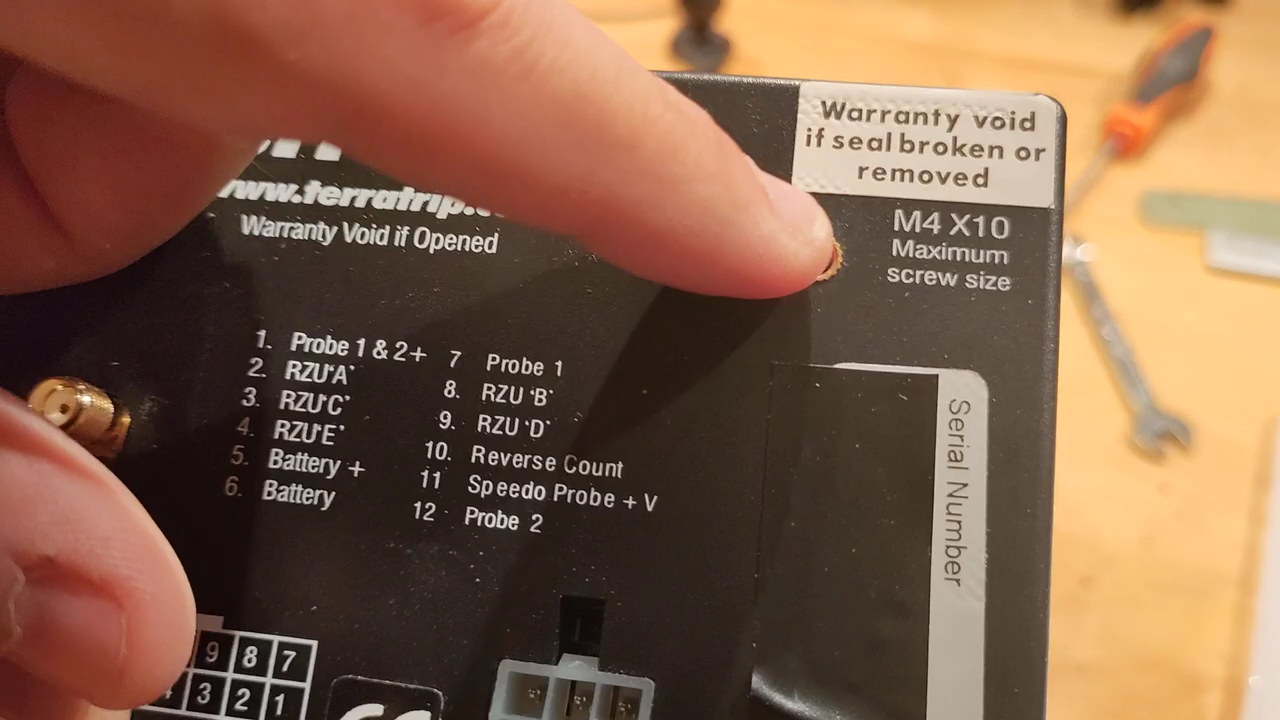 Warranty void
if seal broken or
removed
www.terratrip.
Warranty Void if Opened
M4 X10
Maximum
screw size
1. Probe 1 & 2+
2. RZU'A'
3. RZU'C'
4. RZU'E'
5. Battery +
6. Battery
7 Probe 1
8. RZU 'B'
9. RZU 'D'
10. Reverse Count
11 Speedo Probe + V
12 Probe 2
Serial Number
9 8 7
3 2 1